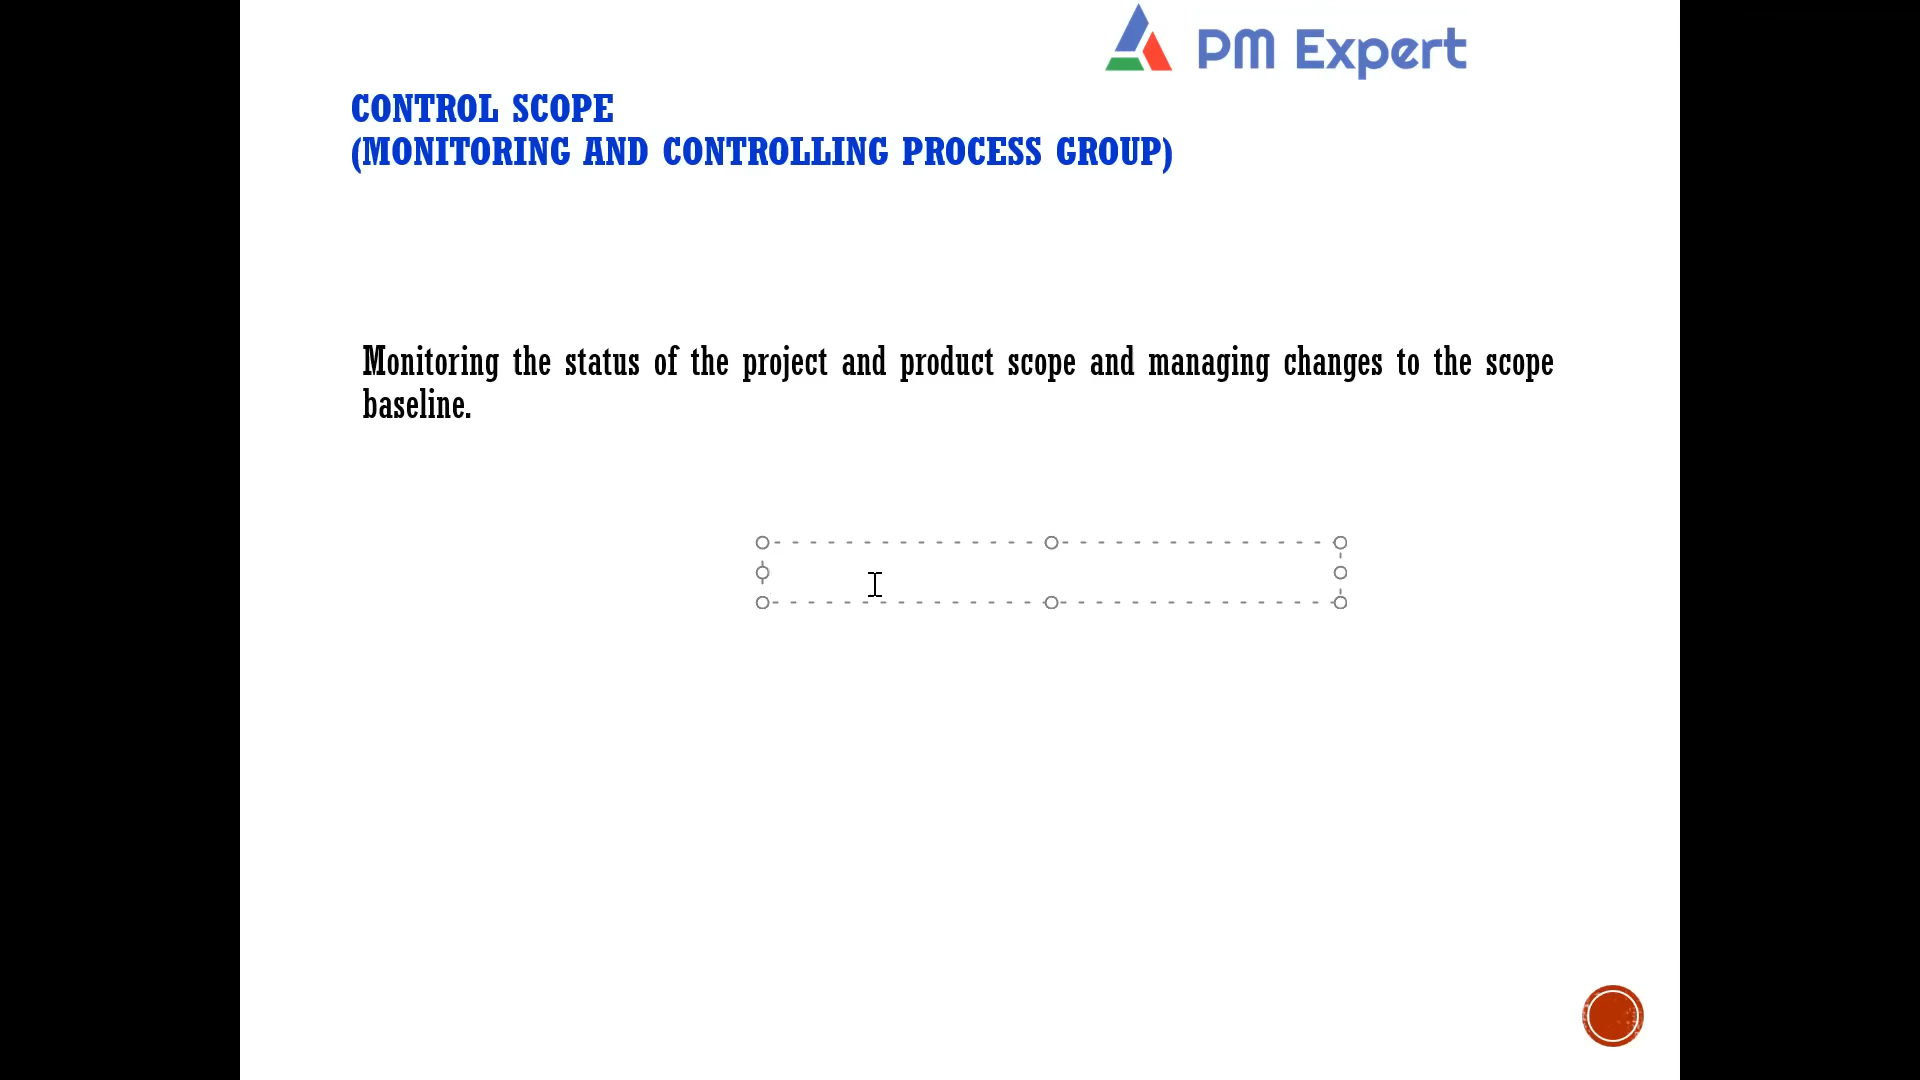 PM Expert
CONTROL SCOPE
(MONITORING AND CONTROLLING PROCESS GROUP)
Monitoring the status of the project and product scope and managing changes to the scope
baseline.